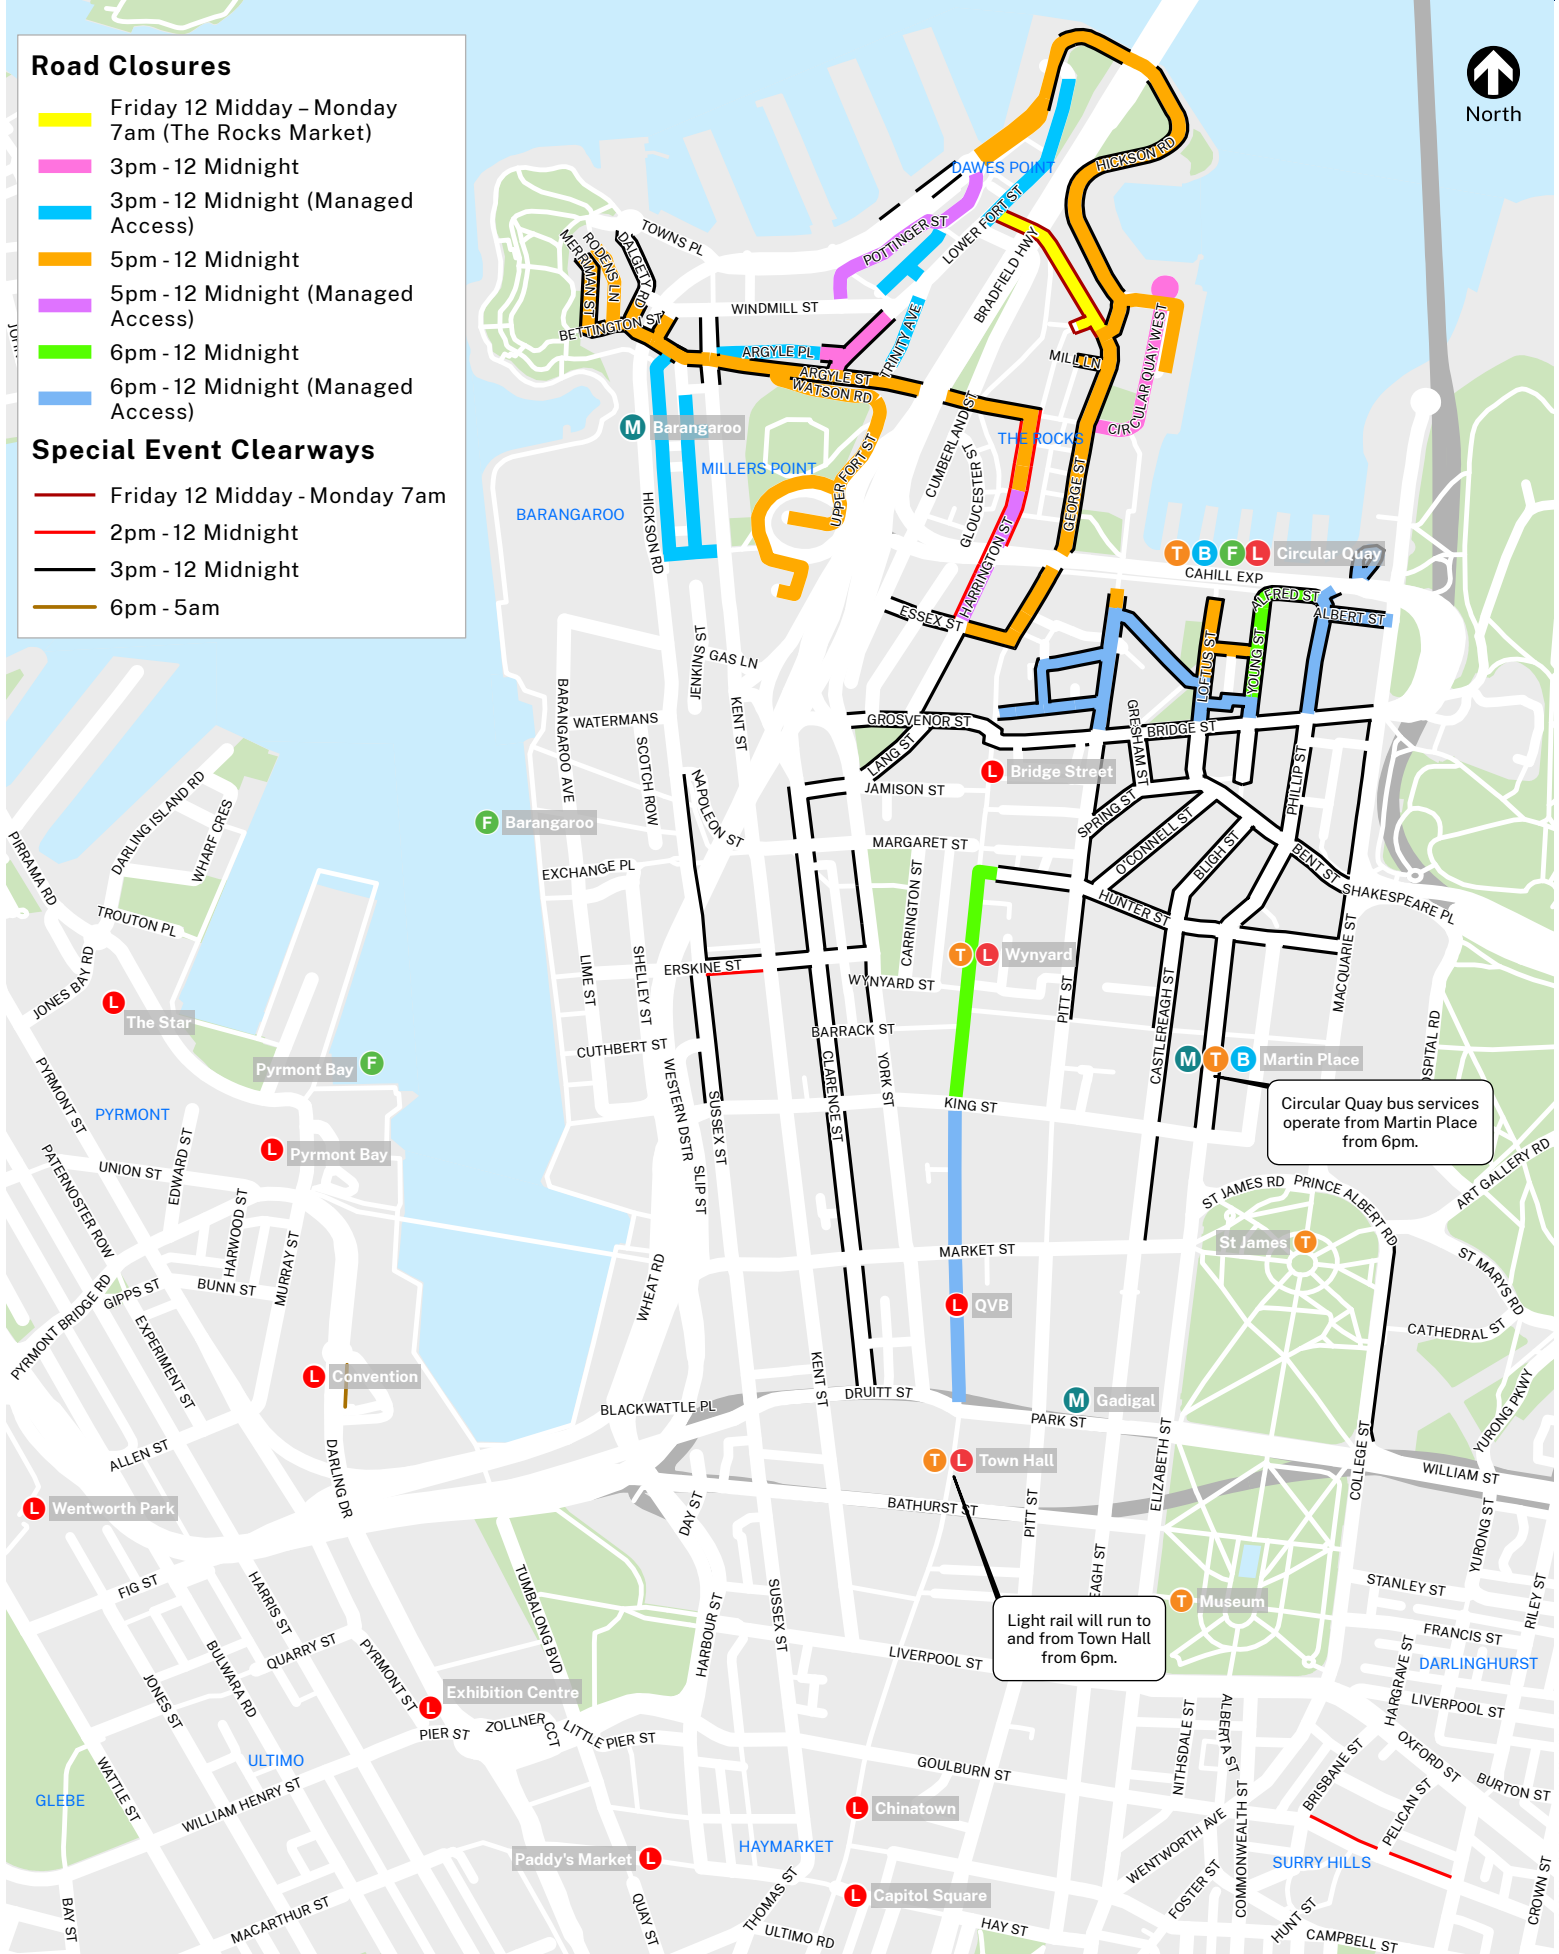 Road Closures
Friday 12 Midday – Monday
7am (The Rocks Market)
3pm - 12 Midnight
3pm - 12 Midnight (Managed
Access)
5pm - 12 Midnight
5pm - 12 Midnight (Managed
Access)
6pm - 12 Midnight
6pm - 12 Midnight (Managed
Access)
Special Event Clearways
Friday 12 Midday - Monday 7am
2pm - 12 Midnight
3pm - 12 Midnight
6pm - 5am
North
DAWES POINT
HICKSON RD
LOWER FORT ST
POTTINGER ST
TOWNS PL
DALGETY RD
RODENS LN
MERRIMAN ST
BETTINGTON ST
WINDMILL ST
BRADFIELD HWY
TRINITY AVE
ARGYLE PL
ARGYLE ST
WATSON RD
MILL LN
CIRCULAR QUAY WEST
M
Barangaroo
MILLERS POINT
UPPER FORT ST
CUMBERLAND ST
GLOUCESTER ST
THE ROCKS
GEORGE ST
HARRINGTON ST
BARANGAROO
HICKSON RD
T B F L
Circular Quay
CAHILL EXP
ALFRED ST
ALBERT ST
ESSEX ST
LOFTUS ST
YOUNG ST
JENKINS ST
GAS LN
KENT ST
BARANGAROO AVE
WATERMANS
SCOTCH ROW
NAPOLEON ST
GROSVENOR ST
LANG ST
GRESHAM ST
BRIDGE ST
PHILLIP ST
L
Bridge Street
JAMISON ST
SPRING ST
O'CONNELL ST
BLIGH ST
BENT ST
SHAKESPEARE PL
F
Barangaroo
DARLING ISLAND RD
WHARF CRES
PIRRAMA RD
MARGARET ST
EXCHANGE PL
CARRINGTON ST
HUNTER ST
TROUTON PL
JONES BAY RD
T L
Wynyard
ERSKINE ST
WYNYARD ST
LIME ST
SHELLEY ST
PITT ST
CASTLEREAGH ST
MACQUARIE ST
L
The Star
BARRACK ST
CUTHBERT ST
M T B
Martin Place
OSPITAL RD
Circular Quay bus services
operate from Martin Place
from 6pm.
Pyrmont Bay
F
PYRMONT ST
PYRMONT
WESTERN DSTR
SUSSEX ST
CLARENCE ST
YORK ST
KING ST
L
Pyrmont Bay
UNION ST
EDWARD ST
PATERNOSTER ROW
SLIP ST
ST JAMES RD
PRINCE ALBERT RD
ART GALLERY RD
HARWOOD ST
MURRAY ST
BUNN ST
GIPPS ST
PYRMONT BRIDGE RD
WHEAT RD
MARKET ST
St James
T
ST MARYS RD
L
QVB
CATHEDRAL ST
EXPERIMENT ST
L
Convention
KENT ST
DRUITT ST
BLACKWATTLE PL
M
Gadigal
PARK ST
YURONG PKWY
ALLEN ST
DARLING DR
T L
Town Hall
ELIZABETH ST
COLLEGE ST
WILLIAM ST
L
Wentworth Park
DAY ST
BATHURST ST
PITT ST
YURONG ST
FIG ST
HARRIS ST
TUMBALONG BVD
HARBOUR ST
SUSSEX ST
EAGH ST
T
Museum
STANLEY ST
RILEY ST
FRANCIS ST
DARLINGHURST
Light rail will run to
and from Town Hall
from 6pm.
LIVERPOOL ST
HARGRAVE ST
LIVERPOOL ST
QUARRY ST
BULWARA RD
JONES ST
PYRMONT ST
L
Exhibition Centre
PIER ST
ZOLLNER CCT
LITTLE PIER ST
ULTIMO
WATTLE ST
WILLIAM HENRY ST
GLEBE
GOULBURN ST
NITHSDALE ST
ALBERTA ST
BRISBANE ST
OXFORD ST
PELICAN ST
BURTON ST
L
Chinatown
HAYMARKET
Paddy's Market
L
WENTWORTH AVE
COMMONWEALTH ST
SURRY HILLS
L
Capitol Square
THOMAS ST
FOSTER ST
HUNT ST
CROWN ST
BAY ST
MACARTHUR ST
QUAY ST
ULTIMO RD
HAY ST
CAMPBELL ST